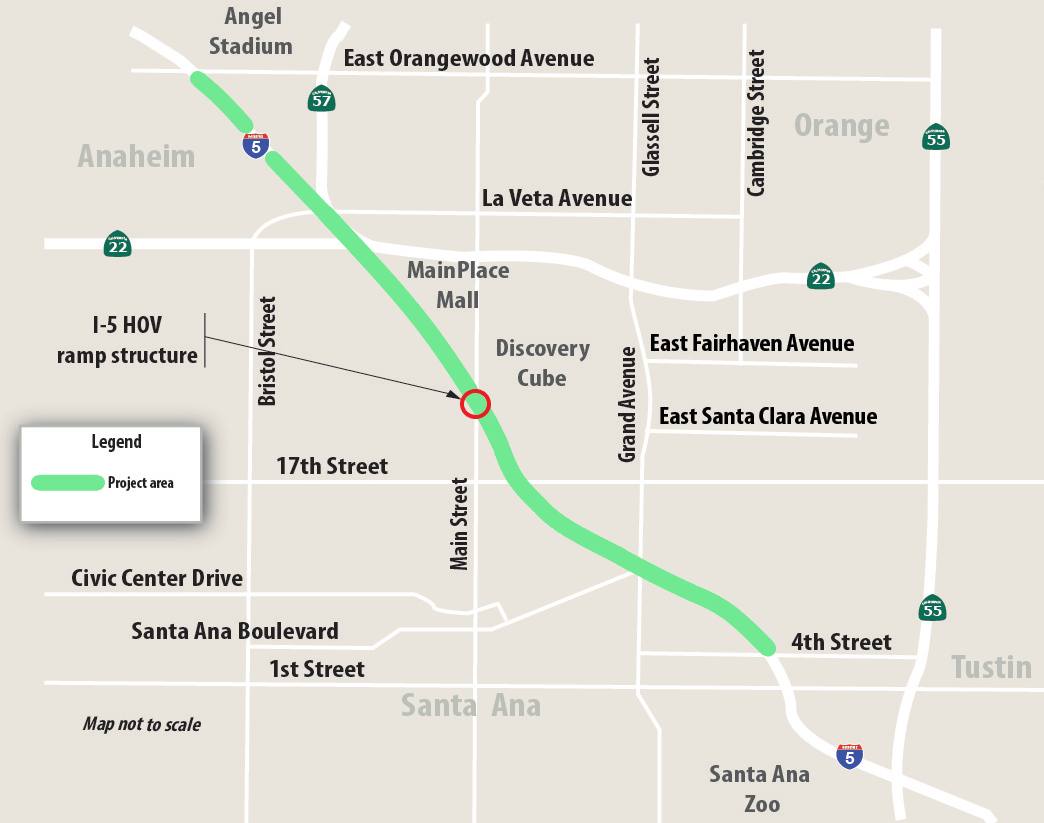 Angel
Stadium
East Orangewood Avenue
57
Glassell Street
Cambridge Street
Orange
55
5
Anaheim
La Veta Avenue
22
MainPlace
Mall
22
I-5 HOV
ramp structure
Bristol Street
Discovery
Cube
East Fairhaven Avenue
Grand Avenue
East Santa Clara Avenue
Legend
Project area
17th Street
Main Street
Civic Center Drive
55
Santa Ana Boulevard
4th Street
1st Street
Tustin
Santa Ana
Map not to scale
5
Santa Ana
Zoo